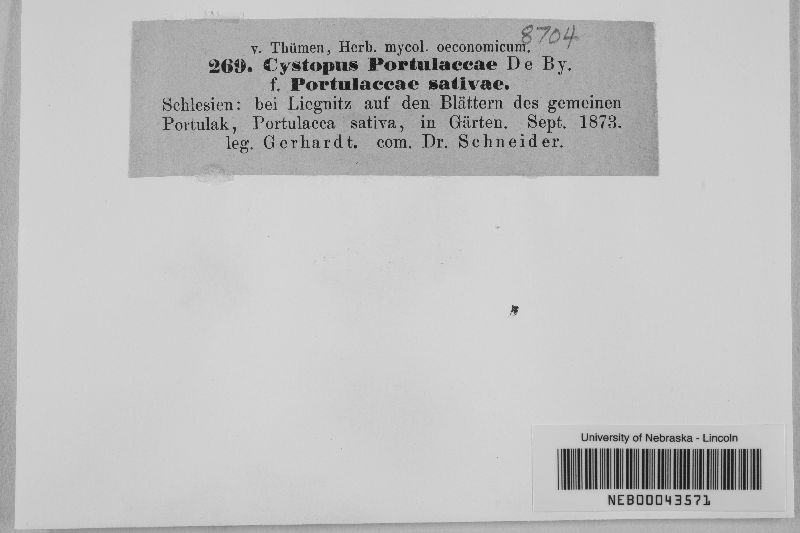 8704
v. Thümen, Herb. mycol. oeconomicum.
269. Cystopus Portulaccae De By.
f. Portulaccae sativae.
Schlesien: bei Liegnitz auf den Blättern des gemeinen
Portulak, Portulacca sativa, in Gärten. Sept. 1873.
leg. Gerhardt. com. Dr. Schneider.
University of Nebraska - Lincoln
NEB00043571